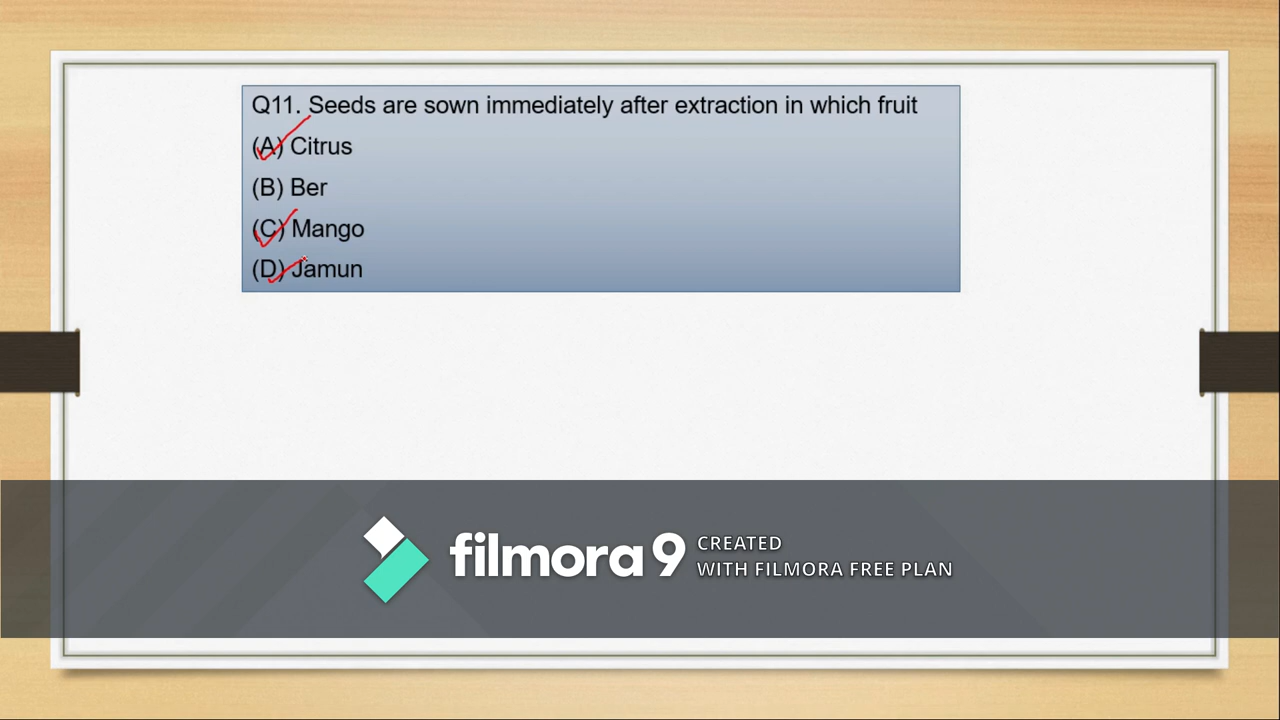 Q11. Seeds are sown immediately after extraction in which fruit
(A) Citrus
(B) Ber
(C) Mango
(D) Jamun
filmora 9
CREATED
WITH FILMORA FREE PLAN